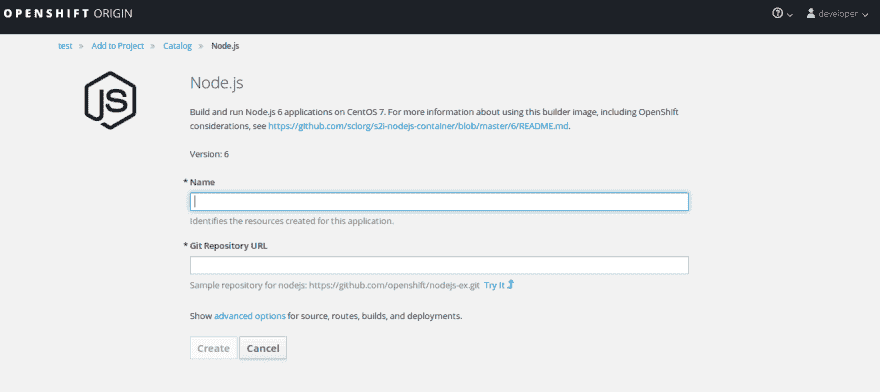 OPENSHIFT ORIGIN
developer
test » Add to Project » Catalog » Node.js
JS
Node.js
Build and run Node.js 6 applications on CentOS 7. For more information about using this builder image, including OpenShift
considerations, see https://github.com/sclorg/s2i-nodejs-container/blob/master/6/README.md.
Version: 6
* Name
Identifies the resources created for this application.
* Git Repository URL
Sample repository for nodejs: https://github.com/openshift/nodejs-ex.git Try It
Show advanced options for source, routes, builds, and deployments.
Create Cancel